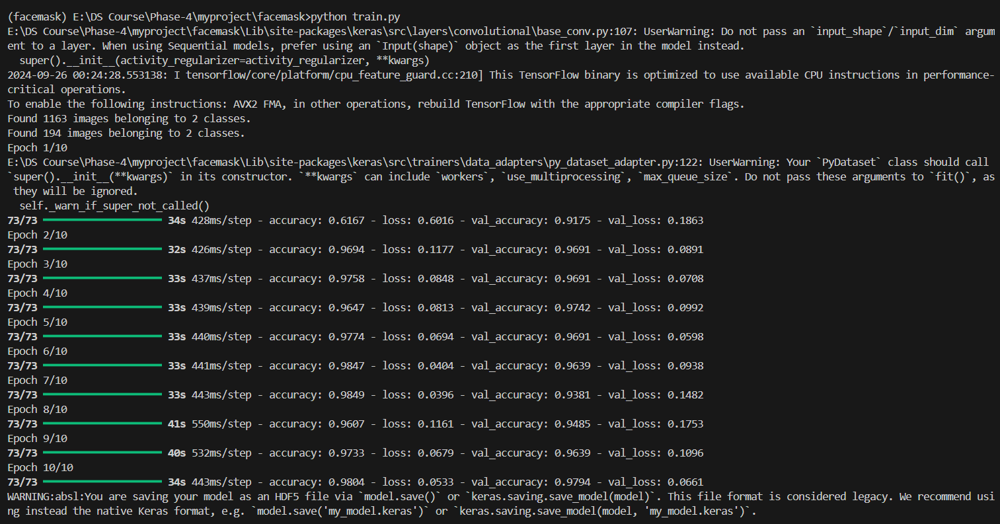 (facemask) E:\DS Course\Phase-4\myproject\facemask>python train.py
E:\DS Course\Phase-4\myproject\facemask\Lib\site-packages\keras\src\layers\convolutional\base_conv.py:107: UserWarning: Do not pass an `input_shape`/`input_dim` argum
ent to a layer. When using Sequential models, prefer using an `Input(shape)` object as the first layer in the model instead.
  super().__init__(activity_regularizer=activity_regularizer, **kwargs)
2024-09-26 00:24:28.553138: I tensorflow/core/platform/cpu_feature_guard.cc:210] This TensorFlow binary is optimized to use available CPU instructions in performance-
critical operations.
To enable the following instructions: AVX2 FMA, in other operations, rebuild TensorFlow with the appropriate compiler flags.
Found 1163 images belonging to 2 classes.
Found 194 images belonging to 2 classes.
Epoch 1/10
E:\DS Course\Phase-4\myproject\facemask\Lib\site-packages\keras\src\trainers\data_adapters\py_dataset_adapter.py:122: UserWarning: Your `PyDataset` class should call
`super().__init__(**kwargs)` in its constructor. `**kwargs` can include `workers`, `use_multiprocessing`, `max_queue_size`. Do not pass these arguments to `fit()`, as
 they will be ignored.
  self._warn_if_super_not_called()
73/73 34s 428ms/step - accuracy: 0.6167 - loss: 0.6016 - val_accuracy: 0.9175 - val_loss: 0.1863
Epoch 2/10
73/73 32s 426ms/step - accuracy: 0.9694 - loss: 0.1177 - val_accuracy: 0.9691 - val_loss: 0.0891
Epoch 3/10
73/73 33s 437ms/step - accuracy: 0.9758 - loss: 0.0848 - val_accuracy: 0.9691 - val_loss: 0.0708
Epoch 4/10
73/73 33s 439ms/step - accuracy: 0.9647 - loss: 0.0813 - val_accuracy: 0.9742 - val_loss: 0.0992
Epoch 5/10
73/73 33s 440ms/step - accuracy: 0.9774 - loss: 0.0694 - val_accuracy: 0.9691 - val_loss: 0.0598
Epoch 6/10
73/73 33s 441ms/step - accuracy: 0.9847 - loss: 0.0404 - val_accuracy: 0.9639 - val_loss: 0.0938
Epoch 7/10
73/73 33s 443ms/step - accuracy: 0.9849 - loss: 0.0396 - val_accuracy: 0.9381 - val_loss: 0.1482
Epoch 8/10
73/73 41s 550ms/step - accuracy: 0.9607 - loss: 0.1161 - val_accuracy: 0.9485 - val_loss: 0.1753
Epoch 9/10
73/73 40s 532ms/step - accuracy: 0.9733 - loss: 0.0679 - val_accuracy: 0.9639 - val_loss: 0.1096
Epoch 10/10
73/73 34s 443ms/step - accuracy: 0.9804 - loss: 0.0533 - val_accuracy: 0.9794 - val_loss: 0.0661
WARNING:absl:You are saving your model as an HDF5 file via `model.save()` or `keras.saving.save_model(model)`. This file format is considered legacy. We recommend usi
ng instead the native Keras format, e.g. `model.save('my_model.keras')` or `keras.saving.save_model(model, 'my_model.keras')`.